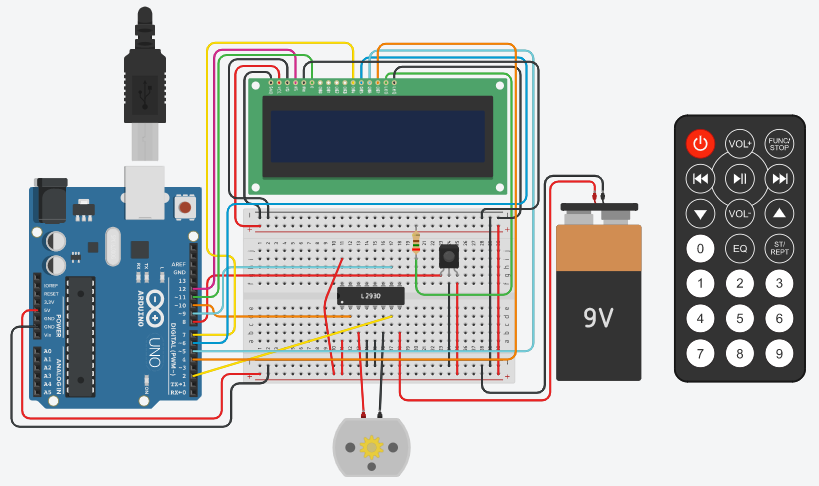 VOL+
FUNC/
STOP
VOL-
0
EQ
ST/
REPT
1
2
3
4
5
6
7
8
9
9V
L293D
ARDUINO
UNO
AREF
GND
13
12
~11
~10
~9
8
7
~6
~5
4
~3
2
TX→1
RX←0
DIGITAL (PWM~)
TX
RX
L
ON
IOREF
RESET
3.3V
5V
GND
GND
VIN
POWER
A0
A1
A2
A3
A4
A5
ANALOG IN